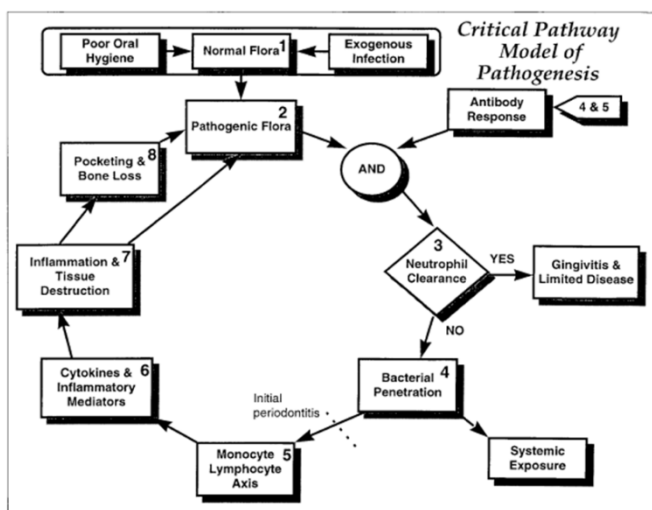 Critical Pathway
Model of
Pathogenesis
Poor Oral
Hygiene
Normal Flora
1
Exogenous
Infection
2
Pathogenic Flora
Antibody
Response
4 & 5
AND
Pocketing &
Bone Loss
8
3
Neutrophil
Clearance
YES
Gingivitis &
Limited Disease
NO
Inflammation &
Tissue
Destruction
7
Cytokines &
Inflammatory
Mediators
6
Bacterial
Penetration
4
Initial
periodontitis
Monocyte
Lymphocyte
Axis
5
Systemic
Exposure